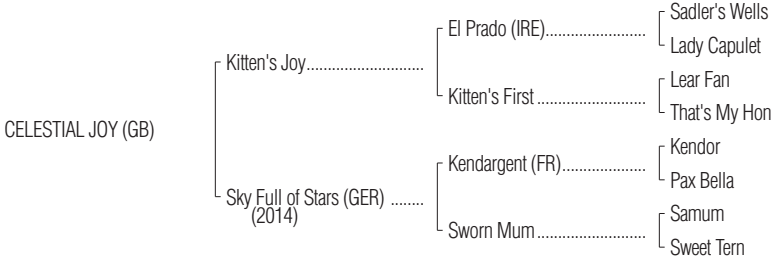 Sadler's Wells
El Prado (IRE)........................
Lady Capulet
Kitten's Joy............................
Lear Fan
Kitten's First ..........................
That's My Hon
CELESTIAL JOY (GB)
Kendor
Kendargent (FR)....................
Pax Bella
Sky Full of Stars (GER) ........
(2014)
Samum
Sworn Mum ..........................
Sweet Tern